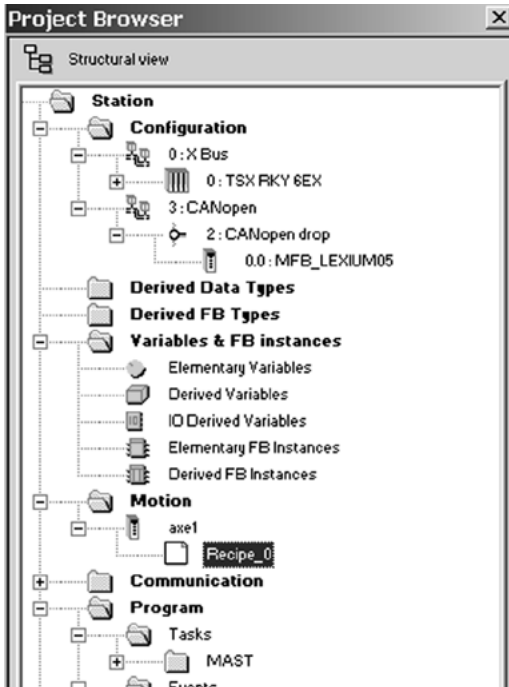 Project Browser
Structural view
Station
Configuration
0 : X Bus
0 : TSX RKY 6EX
3 : CANopen
2 : CANopen drop
0.0 : MFB_LEXIUM05
Derived Data Types
Derived FB Types
Variables & FB instances
Elementary Variables
Derived Variables
IO Derived Variables
Elementary FB Instances
Derived FB Instances
Motion
axe1
Recipe_0
Communication
Program
Tasks
MAST
Events